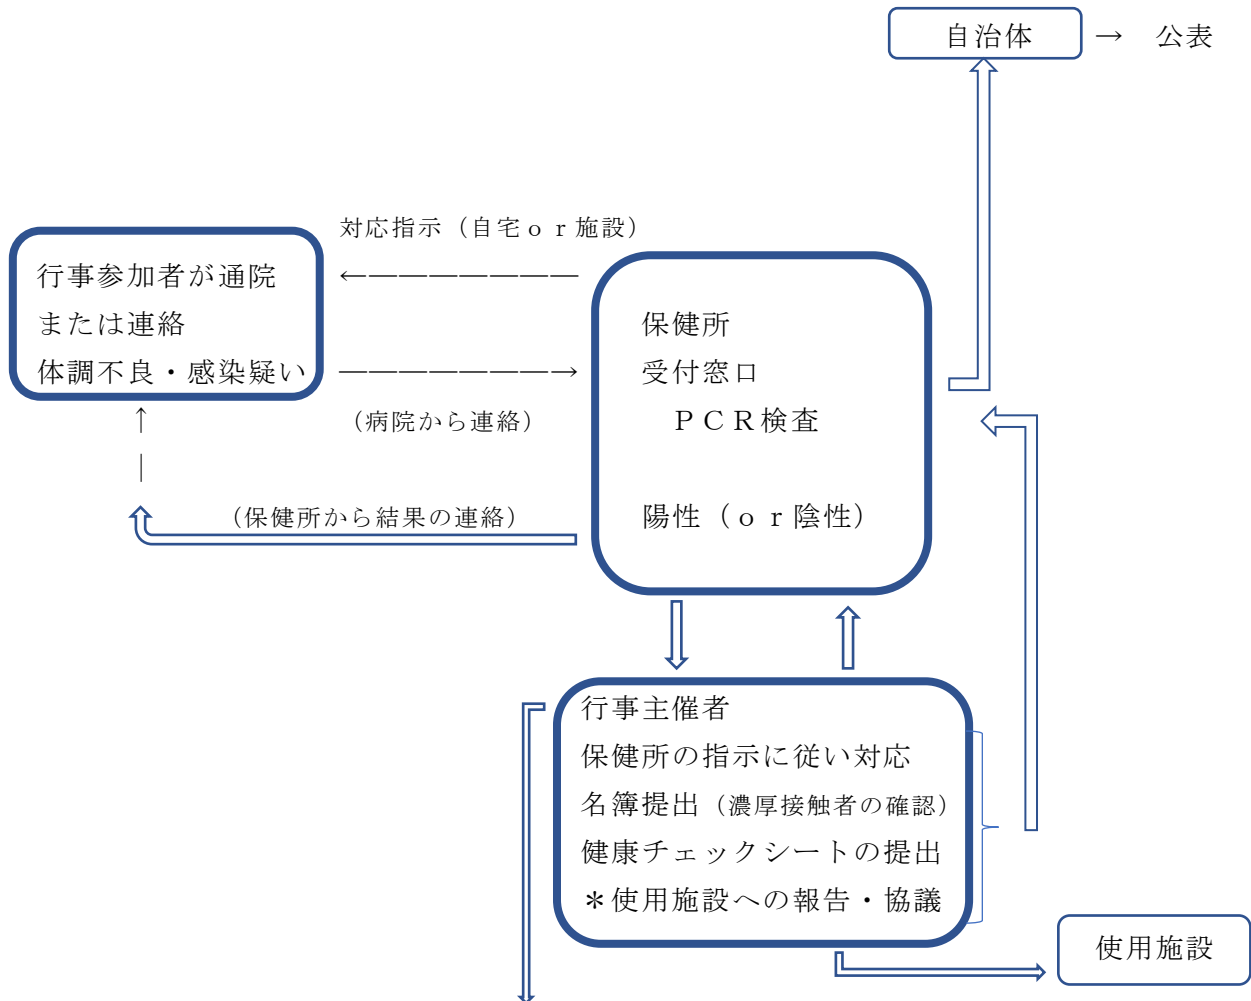 自治体 → 公表
対応指示（自宅ｏｒ施設）
←————————
行事参加者が通院
または連絡
体調不良・感染疑い
————————→
（病院から連絡）
↑
｜
（保健所から結果の連絡）
保健所
受付窓口
ＰＣＲ検査
陽性（ｏｒ陰性）
行事主催者
保健所の指示に従い対応
名簿提出（濃厚接触者の確認）
健康チェックシートの提出
＊使用施設への報告・協議
使用施設